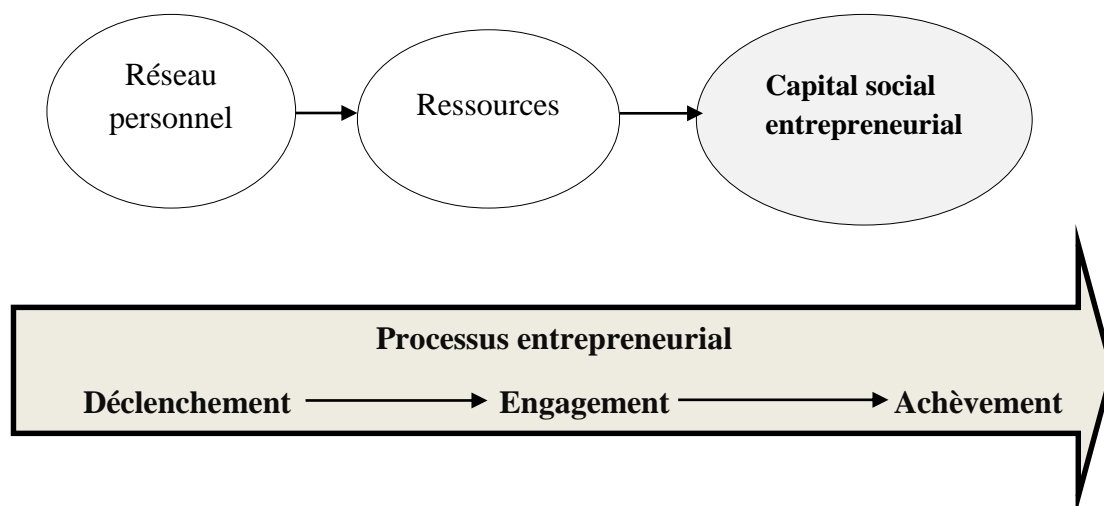 Réseau
personnel
Ressources
Capital social
entrepreneurial
Processus entrepreneurial
Déclenchement
Engagement
Achèvement